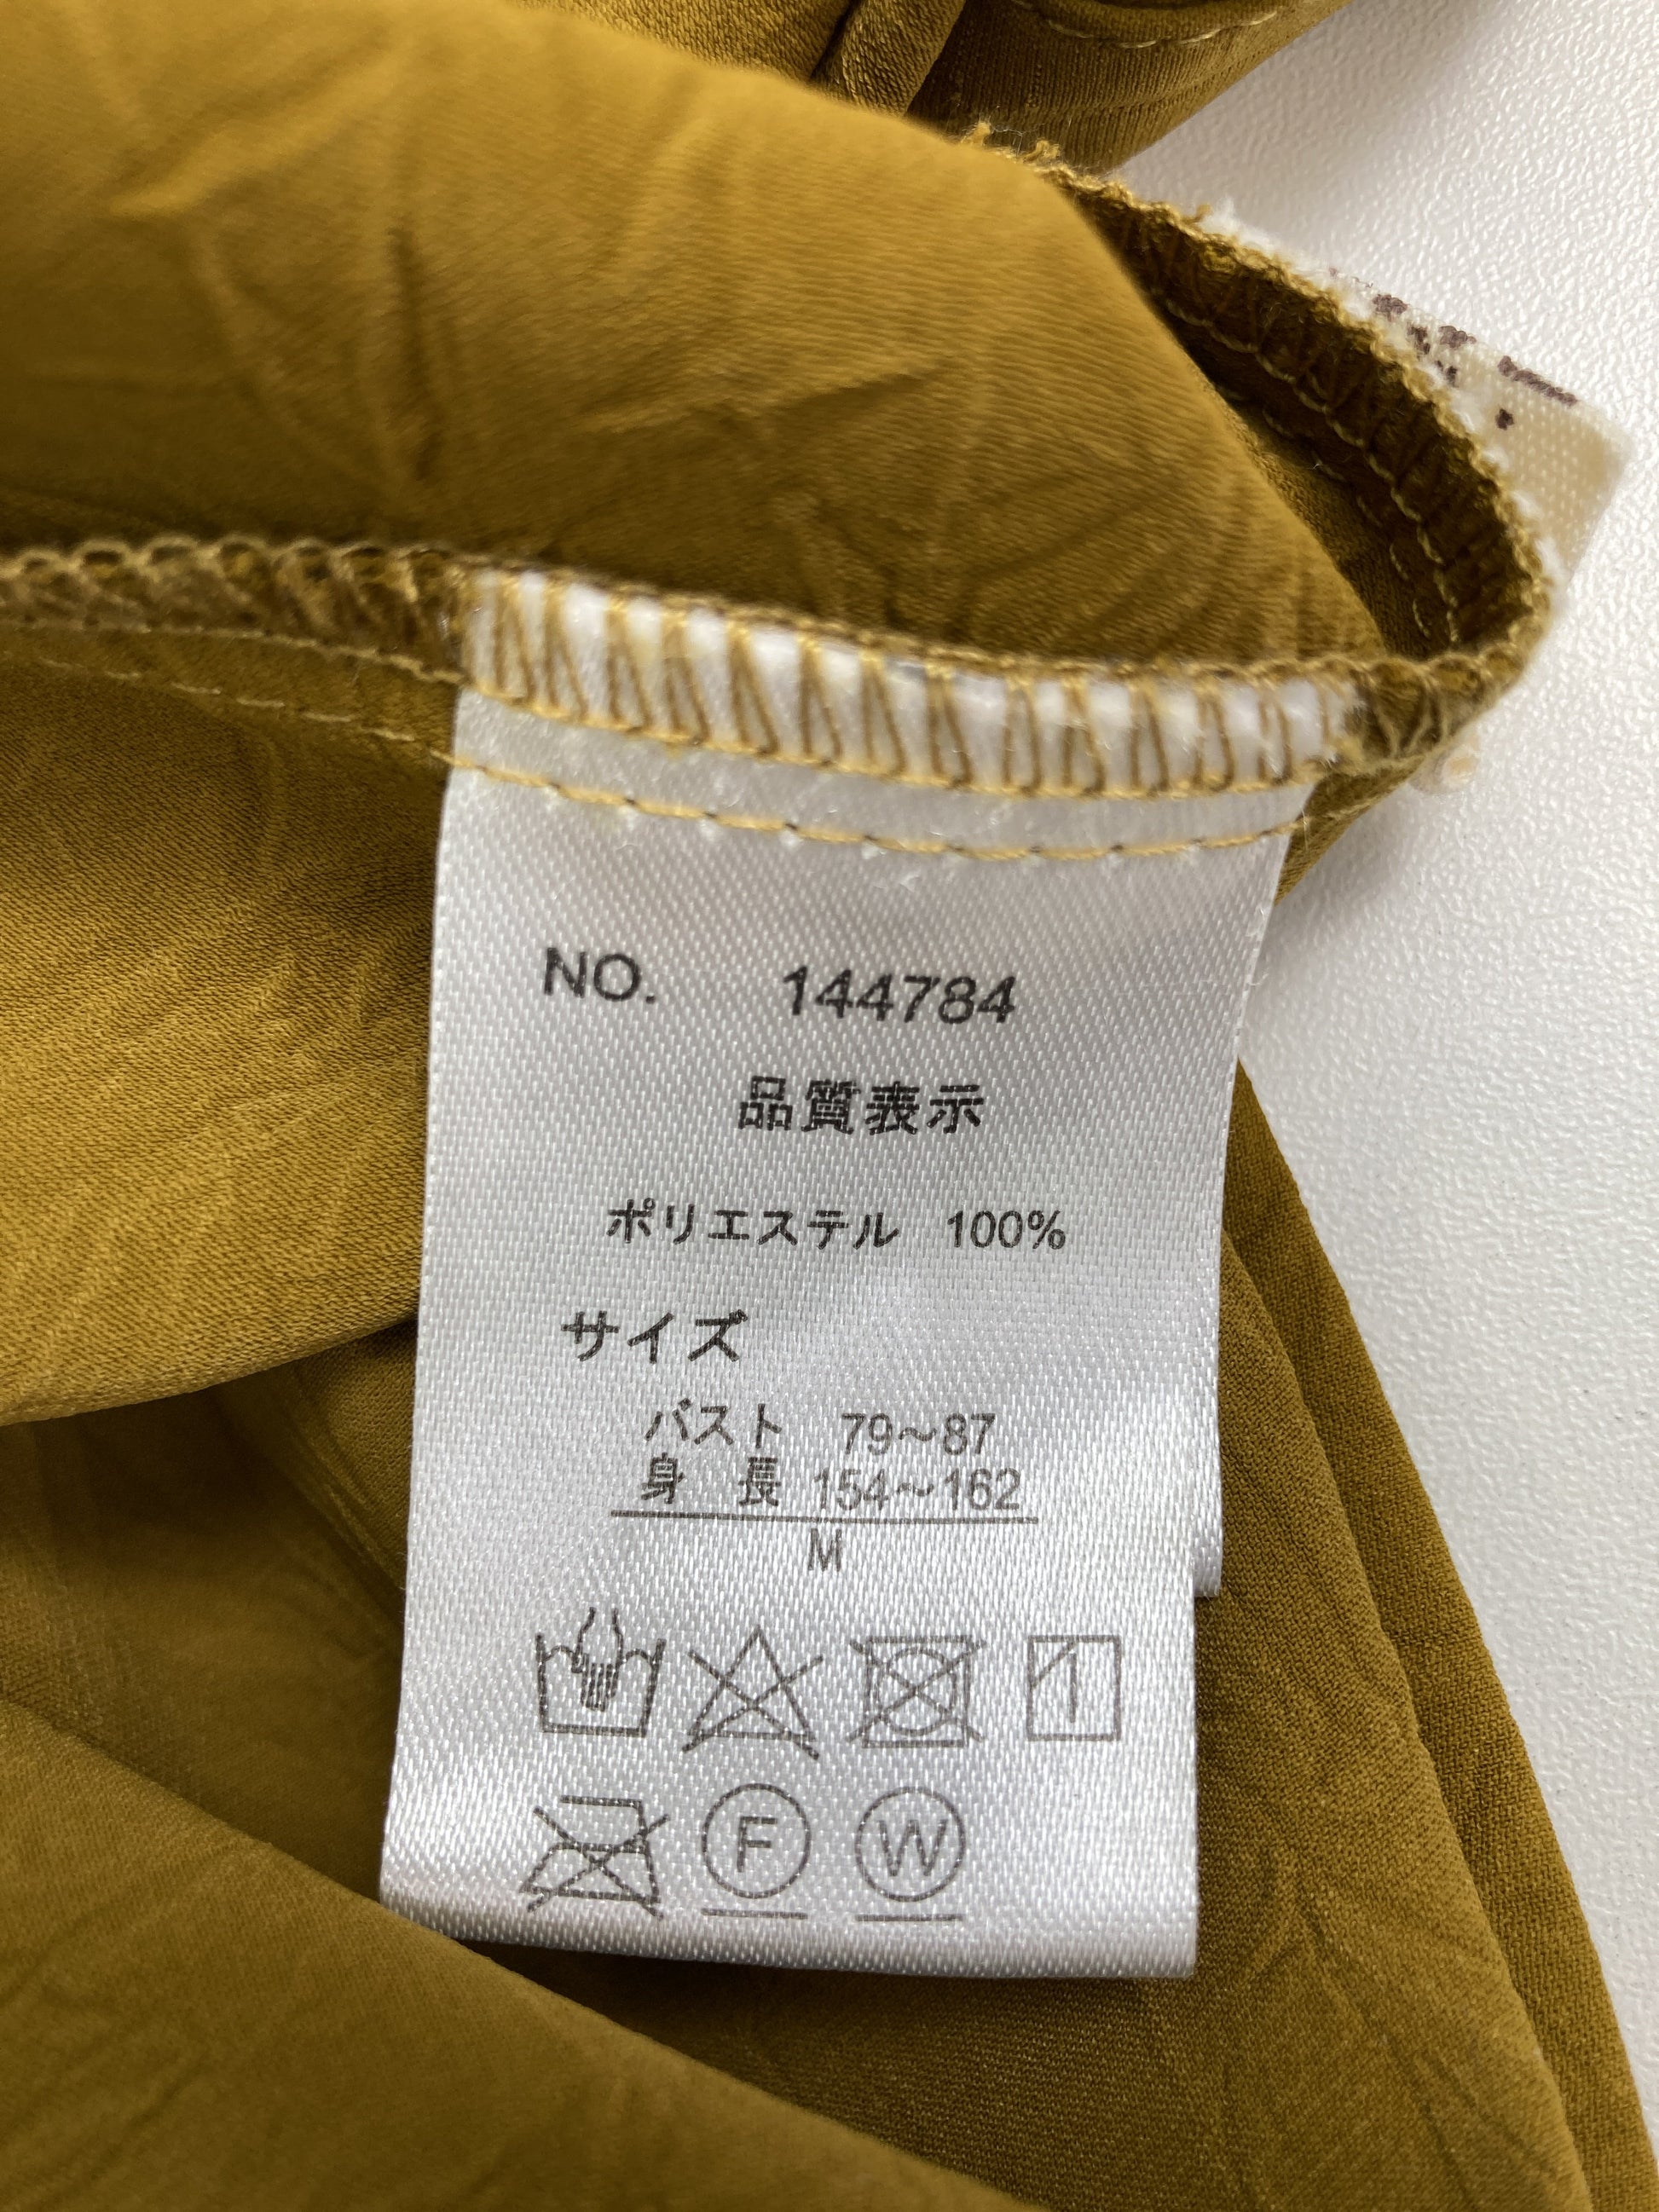 NO. 144784
品質表示
ポリエステル 100%
サイズ
バスト 79〜87
身 長 154〜162
M
F W